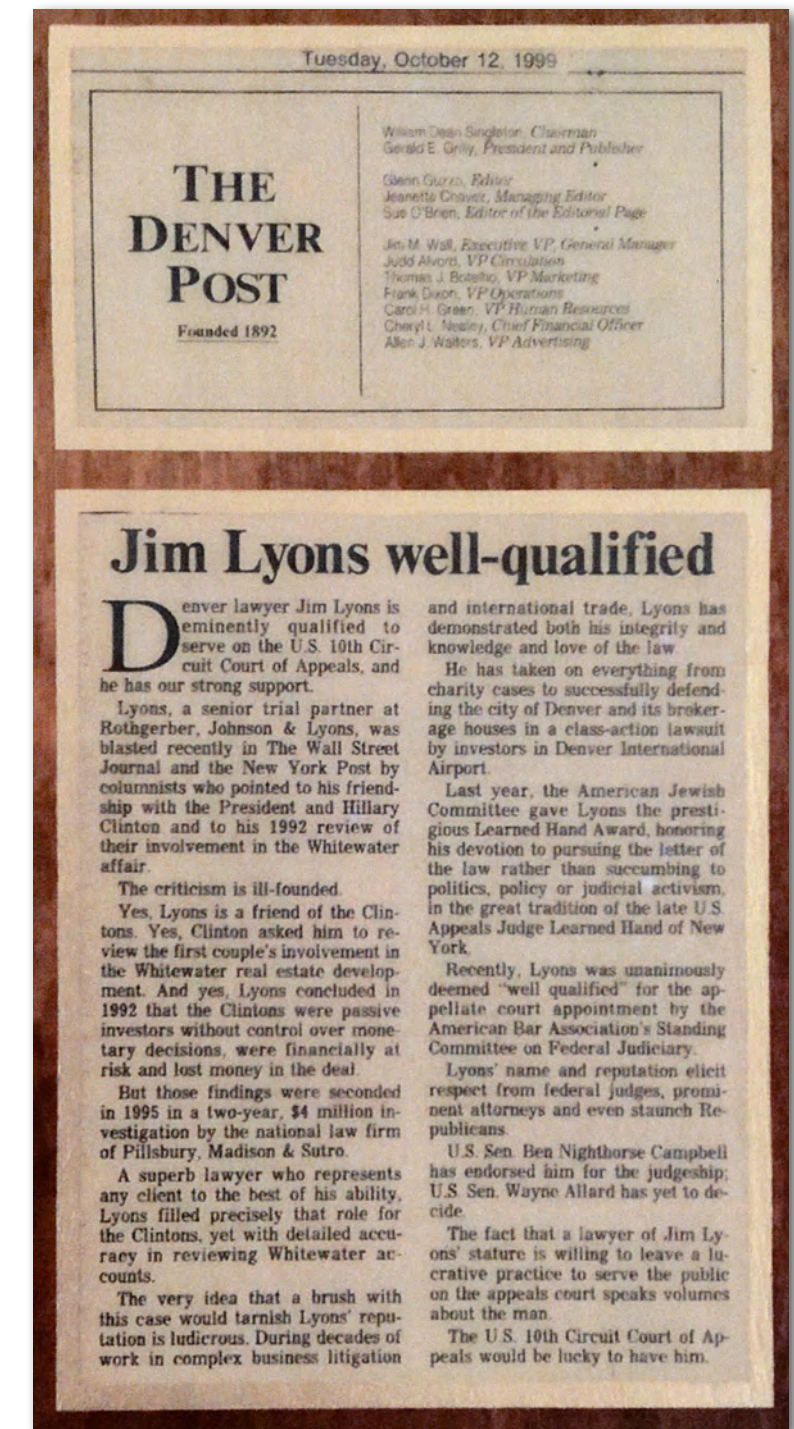 Tuesday, October 12, 1999
THE
DENVER
POST
Founded 1892
William Dean Singleton, Chairman
Gerald E. Grilly, President and Publisher
Glenn Guzzo, Editor
Jeanette Chavez, Managing Editor
Sue O'Brien, Editor of the Editorial Page
Jim M. Wall, Executive VP, General Manager
Judd Alvord, VP Circulation
Thomas J. Botelho, VP Marketing
Frank Dixon, VP Operations
Carol H. Green, VP Human Resources
Cheryl L. Chief Financial Officer
Allen J. Walters, VP Advertising
Jim Lyons well-qualified
Denver lawyer Jim Lyons is
eminently qualified to
serve on the U.S. 10th Cir-
cuit Court of Appeals, and
he has our strong support.
Lyons, a senior trial partner at
Rothgerber, Johnson & Lyons, was
blasted recently in The Wall Street
Journal and the New York Post by
columnists who pointed to his friend-
ship with the President and Hillary
Clinton and to his 1992 review of
their involvement in the Whitewater
affair.
The criticism is ill-founded.
Yes, Lyons is a friend of the Clin-
tons. Yes, Clinton asked him to re-
view the first couple's involvement in
the Whitewater real estate develop-
ment. And yes, Lyons concluded in
1992 that the Clintons were passive
investors without control over mone-
tary decisions, were financially at
risk and lost money in the deal.
But those findings were seconded
in 1995 in a two-year, $4 million in-
vestigation by the national law firm
of Pillsbury, Madison & Sutro.
A superb lawyer who represents
any client to the best of his ability,
Lyons filled precisely that role for
the Clintons, yet with detailed accu-
racy in reviewing Whitewater ac-
counts.
The very idea that a brush with
this case would tarnish Lyons' repu-
tation is ludicrous. During decades of
work in complex business litigation
and international trade, Lyons has
demonstrated both his integrity and
knowledge and love of the law.
He has taken on everything from
charity cases to successfully defend-
ing the city of Denver and its broker-
age houses in a class-action lawsuit
by investors in Denver International
Airport.
Last year, the American Jewish
Committee gave Lyons the presti-
gious Learned Hand Award, honoring
his devotion to pursuing the letter of
the law rather than succumbing to
politics, policy or judicial activism,
in the great tradition of the late U.S.
Appeals Judge Learned Hand of New
York.
Recently, Lyons was unanimously
deemed "well qualified" for the ap-
pellate court appointment by the
American Bar Association's Standing
Committee on Federal Judiciary.
Lyons' name and reputation elicit
respect from federal judges, promi-
nent attorneys and even staunch Re-
publicans.
U.S. Sen. Ben Nighthorse Campbell
has endorsed him for the judgeship;
U.S. Sen. Wayne Allard has yet to de-
cide.
The fact that a lawyer of Jim Ly-
ons' stature is willing to leave a lu-
crative practice to serve the public
on the appeals court speaks volumes
about the man.
The U.S. 10th Circuit Court of Ap-
peals would be lucky to have him.